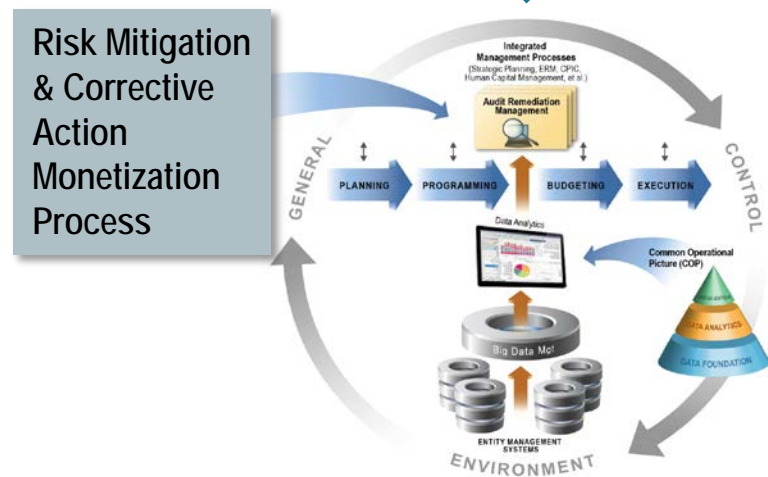 Risk Mitigation
& Corrective
Action
Monetization
Process
Integrated
Management Processes
(Strategic Planning, ERM, CPIC,
Human Capital Management, et al.)
Audit Remediation
Management
GENERAL
CONTROL
PLANNING
PROGRAMMING
BUDGETING
EXECUTION
Data Analytics
Common Operational
Picture (COP)
DATA ANALYTICS
DATA FOUNDATION
Big Data Mgt
ENTITY MANAGEMENT
SYSTEMS
ENVIRONMENT